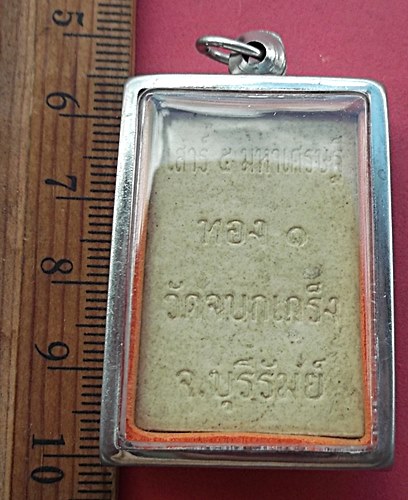 5
6
7
8
9
10
เสาร์ ๕ มหาเศรษฐี
ทอง ๑
วัดจบกเกร็ง
จ.บุรีรัมย์